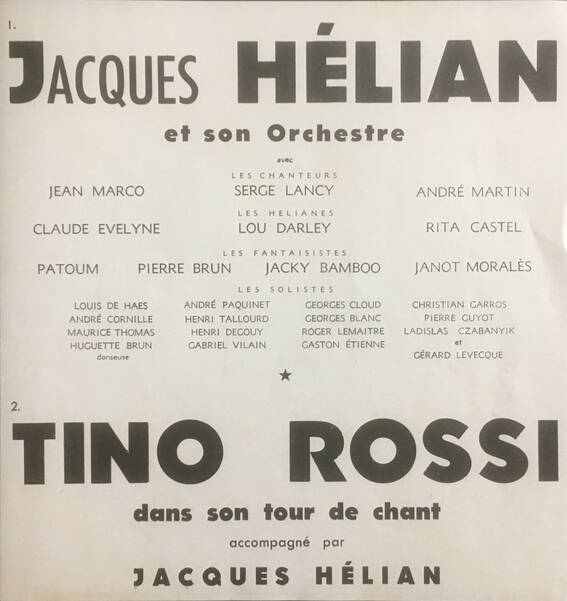 1.
JACQUES HÉLIAN
et son Orchestre
avec
LES CHANTEURS
JEAN MARCO SERGE LANCY ANDRÉ MARTIN
LES HELIANES
CLAUDE EVELYNE LOU DARLEY RITA CASTEL
LES FANTAISISTES
PATOUM PIERRE BRUN JACKY BAMBOO JANOT MORALÈS
LES SOLISTES
LOUIS DE HAES ANDRÉ PAQUINET GEORGES CLOUD CHRISTIAN GARROS
ANDRÉ CORNILLE HENRI TALLOURD GEORGES BLANC PIERRE GUYOT
MAURICE THOMAS HENRI DEGOUY ROGER LEMAITRE LADISLAS CZABANYIK
HUGUETTE BRUN GABRIEL VILAIN GASTON ÉTIENNE et
danseuse GÉRARD LEVECQUE
★
2.
TINO ROSSI
dans son tour de chant
accompagné par
JACQUES HÉLIAN